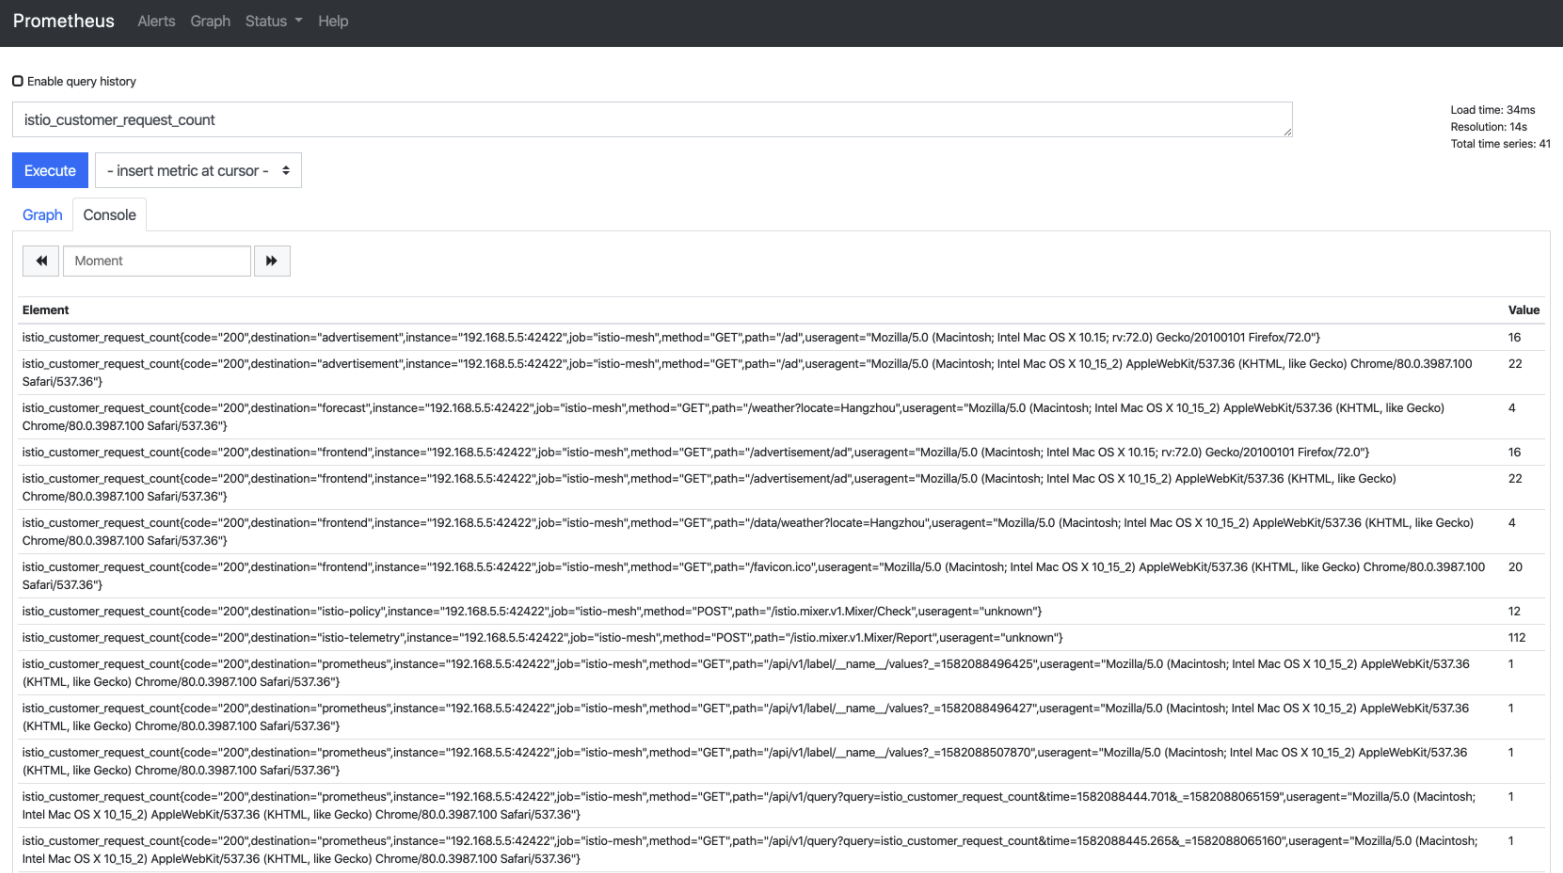 Prometheus Alerts Graph Status Help
Enable query history
istio_customer_request_count
Load time: 34ms
Resolution: 14s
Total time series: 41
Execute - insert metric at cursor -
Graph Console
Moment
Element Value
istio_customer_request_count{code="200",destination="advertisement",instance="192.168.5.5:42422",job="istio-mesh",method="GET",path="/ad",useragent="Mozilla/5.0 (Macintosh; Intel Mac OS X 10.15; rv:72.0) Gecko/20100101 Firefox/72.0"} 16
istio_customer_request_count{code="200",destination="advertisement",instance="192.168.5.5:42422",job="istio-mesh",method="GET",path="/ad",useragent="Mozilla/5.0 (Macintosh; Intel Mac OS X 10_15_2) AppleWebKit/537.36 (KHTML, like Gecko) Chrome/80.0.3987.100 22
Safari/537.36"}
istio_customer_request_count{code="200",destination="forecast",instance="192.168.5.5:42422",job="istio-mesh",method="GET",path="/weather?locate=Hangzhou",useragent="Mozilla/5.0 (Macintosh; Intel Mac OS X 10_15_2) AppleWebKit/537.36 (KHTML, like Gecko) 4
Chrome/80.0.3987.100 Safari/537.36"}
istio_customer_request_count{code="200",destination="frontend",instance="192.168.5.5:42422",job="istio-mesh",method="GET",path="/advertisement/ad",useragent="Mozilla/5.0 (Macintosh; Intel Mac OS X 10.15; rv:72.0) Gecko/20100101 Firefox/72.0"} 16
istio_customer_request_count{code="200",destination="frontend",instance="192.168.5.5:42422",job="istio-mesh",method="GET",path="/advertisement/ad",useragent="Mozilla/5.0 (Macintosh; Intel Mac OS X 10_15_2) AppleWebKit/537.36 (KHTML, like Gecko) 22
Chrome/80.0.3987.100 Safari/537.36"}
istio_customer_request_count{code="200",destination="frontend",instance="192.168.5.5:42422",job="istio-mesh",method="GET",path="/data/weather?locate=Hangzhou",useragent="Mozilla/5.0 (Macintosh; Intel Mac OS X 10_15_2) AppleWebKit/537.36 (KHTML, like Gecko) 4
Chrome/80.0.3987.100 Safari/537.36"}
istio_customer_request_count{code="200",destination="frontend",instance="192.168.5.5:42422",job="istio-mesh",method="GET",path="/favicon.ico",useragent="Mozilla/5.0 (Macintosh; Intel Mac OS X 10_15_2) AppleWebKit/537.36 (KHTML, like Gecko) Chrome/80.0.3987.100 20
Safari/537.36"}
istio_customer_request_count{code="200",destination="istio-policy",instance="192.168.5.5:42422",job="istio-mesh",method="POST",path="/istio.mixer.v1.Mixer/Check",useragent="unknown"} 12
istio_customer_request_count{code="200",destination="istio-telemetry",instance="192.168.5.5:42422",job="istio-mesh",method="POST",path="/istio.mixer.v1.Mixer/Report",useragent="unknown"} 112
istio_customer_request_count{code="200",destination="prometheus",instance="192.168.5.5:42422",job="istio-mesh",method="GET",path="/api/v1/label/__name__/values?_=1582088496425",useragent="Mozilla/5.0 (Macintosh; Intel Mac OS X 10_15_2) AppleWebKit/537.36 1
(KHTML, like Gecko) Chrome/80.0.3987.100 Safari/537.36"}
istio_customer_request_count{code="200",destination="prometheus",instance="192.168.5.5:42422",job="istio-mesh",method="GET",path="/api/v1/label/__name__/values?_=1582088496427",useragent="Mozilla/5.0 (Macintosh; Intel Mac OS X 10_15_2) AppleWebKit/537.36 1
(KHTML, like Gecko) Chrome/80.0.3987.100 Safari/537.36"}
istio_customer_request_count{code="200",destination="prometheus",instance="192.168.5.5:42422",job="istio-mesh",method="GET",path="/api/v1/label/__name__/values?_=1582088507870",useragent="Mozilla/5.0 (Macintosh; Intel Mac OS X 10_15_2) AppleWebKit/537.36 1
(KHTML, like Gecko) Chrome/80.0.3987.100 Safari/537.36"}
istio_customer_request_count{code="200",destination="prometheus",instance="192.168.5.5:42422",job="istio-mesh",method="GET",path="/api/v1/query?query=istio_customer_request_count&time=1582088444.701&_=1582088065159",useragent="Mozilla/5.0 (Macintosh; 1
Intel Mac OS X 10_15_2) AppleWebKit/537.36 (KHTML, like Gecko) Chrome/80.0.3987.100 Safari/537.36"}
istio_customer_request_count{code="200",destination="prometheus",instance="192.168.5.5:42422",job="istio-mesh",method="GET",path="/api/v1/query?query=istio_customer_request_count&time=1582088445.265&_=1582088065160",useragent="Mozilla/5.0 (Macintosh; 1
Intel Mac OS X 10_15_2) AppleWebKit/537.36 (KHTML, like Gecko) Chrome/80.0.3987.100 Safari/537.36"}